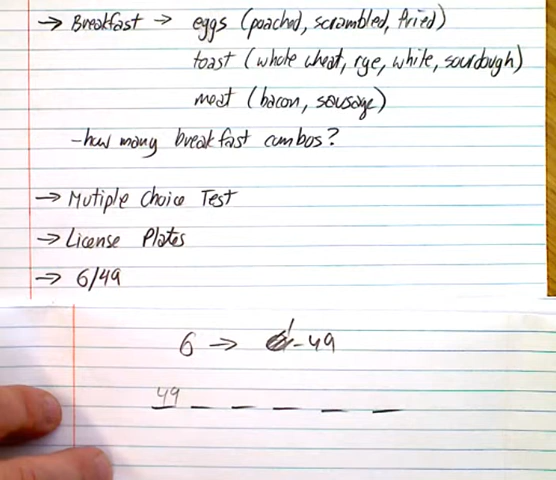 → Breakfast → eggs (poached, scrambled, fried)
toast (whole wheat, rye, white, sourdough)
meat (bacon, sausage)
-how many breakfast combos?
→ Mutiple Choice Test
→ License Plates
→ 6/49
6 → 1-49
49 _ _ _ _ _